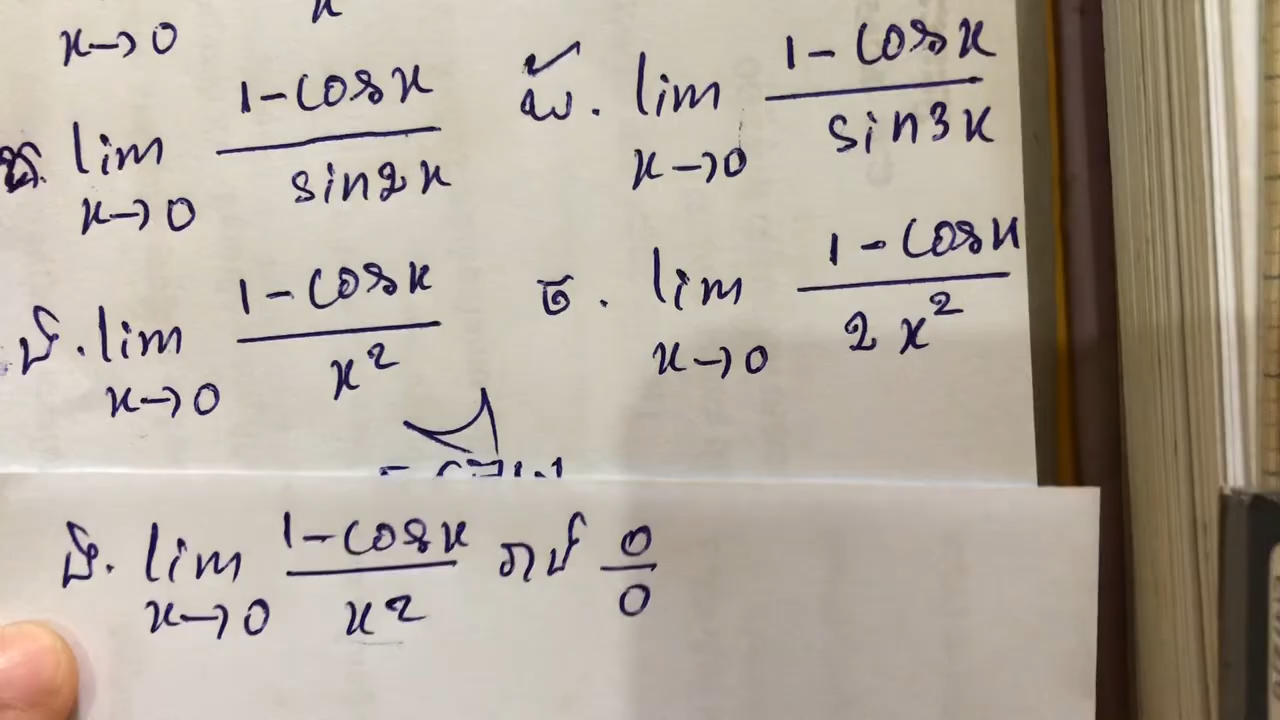 x→0 x
lim x→0 (1-cosx)/(sin2x)
lim x→0 (1-cosx)/(sin3x)
lim x→0 (1-cosx)/(x²)
lim x→0 (1-cosx)/(2x²)
lim x→0 (1-cosx)/(x²) 0/0